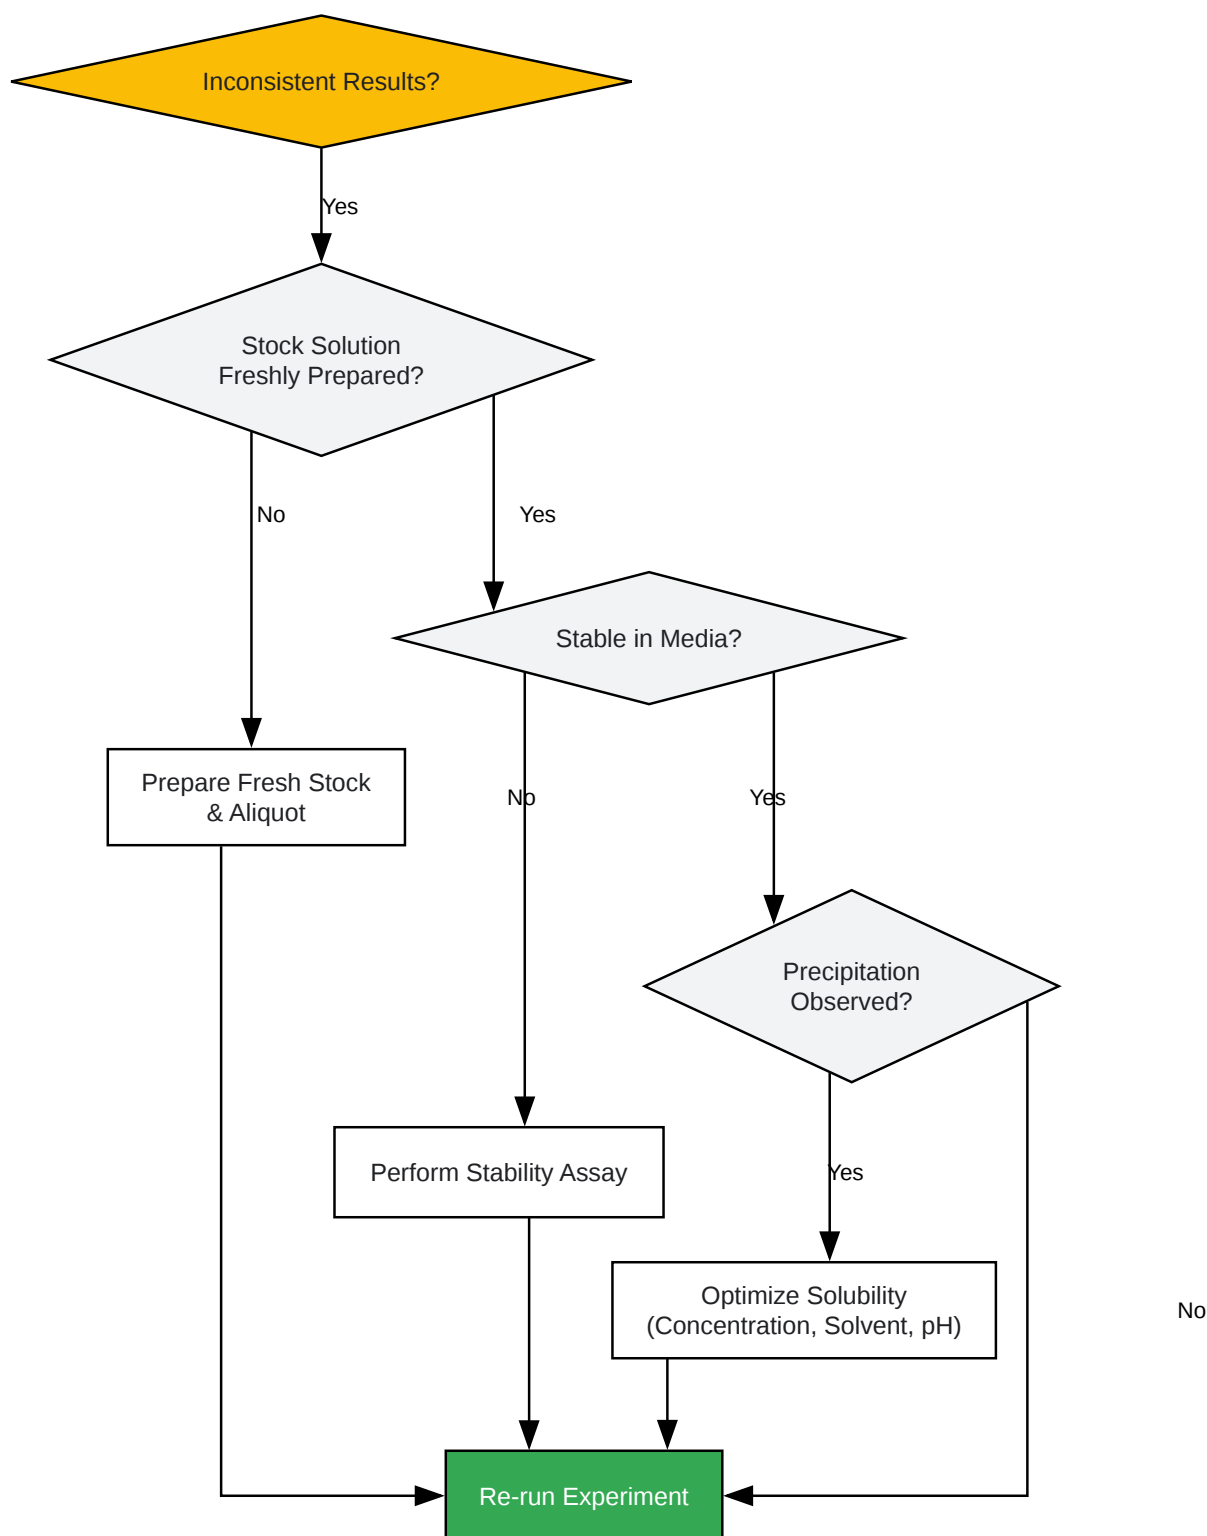 Inconsistent Results?
Yes
Stock Solution
Freshly Prepared?
No
Yes
Stable in Media?
Prepare Fresh Stock
& Aliquot
No
Yes
Precipitation
Observed?
Perform Stability Assay
Yes
Optimize Solubility
(Concentration, Solvent, pH)
No
Re-run Experiment